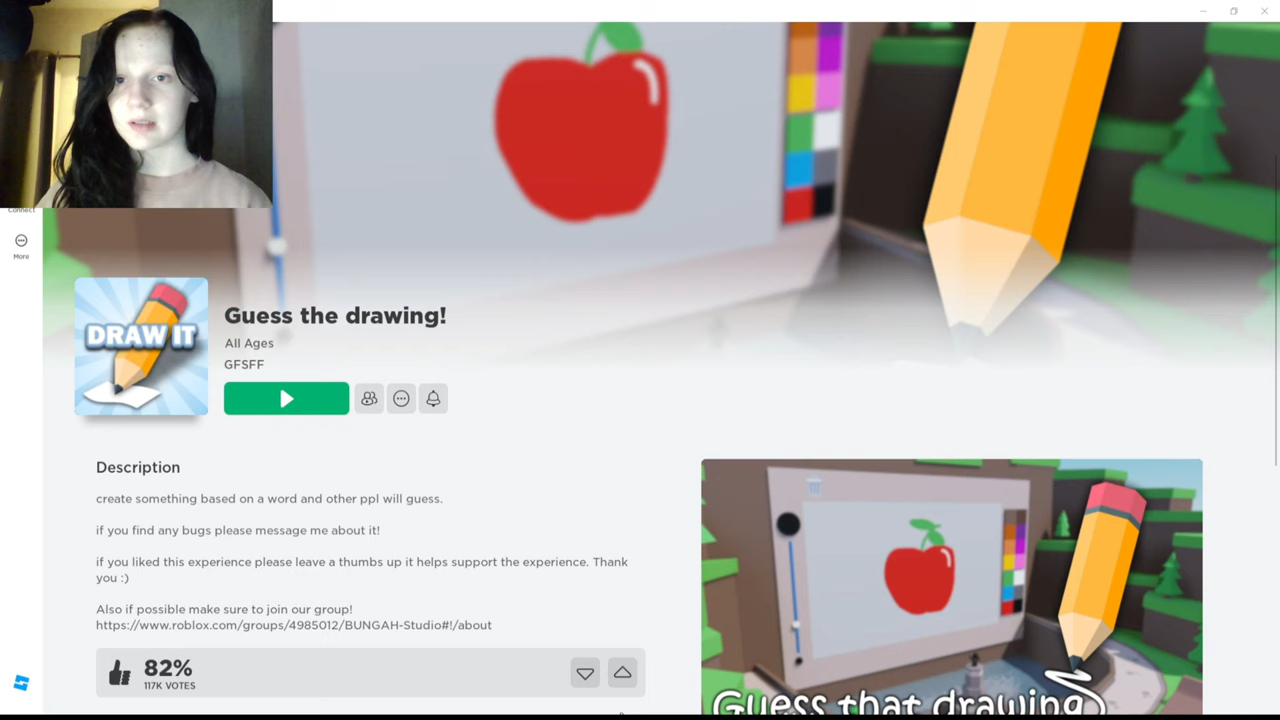 Connect
More
DRAW IT
Guess the drawing!
All Ages
GFSFF
Description
create something based on a word and other ppl will guess.
if you find any bugs please message me about it!
if you liked this experience please leave a thumbs up it helps support the experience. Thank
you :)
Also if possible make sure to join our group!
https://www.roblox.com/groups/4985012/BUNGAH-Studio#!/about
82%
117K VOTES
Guess that drawing